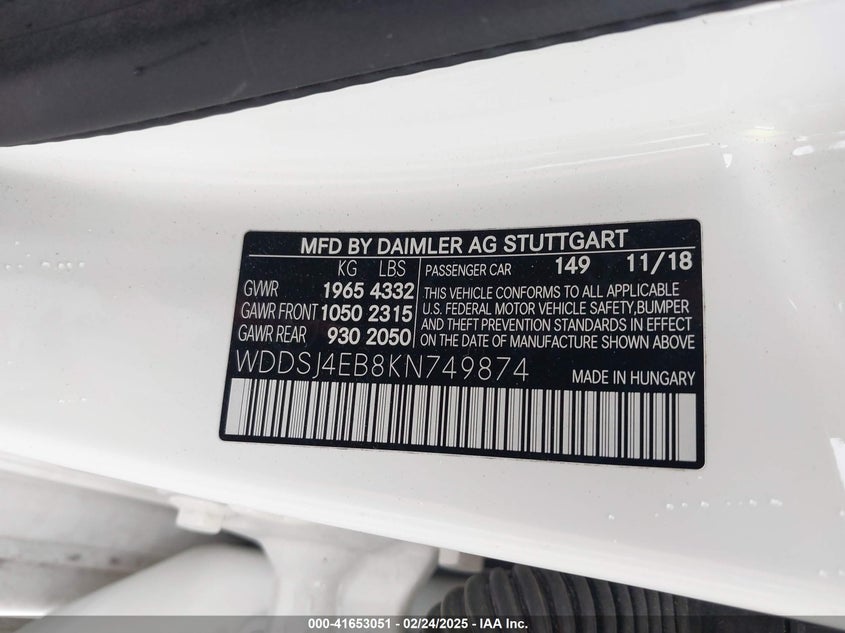 MFD BY DAIMLER AG STUTTGART
KG LBS
GVWR 1965 4332
GAWR FRONT 1050 2315
GAWR REAR 930 2050
PASSENGER CAR 149 11/18
THIS VEHICLE CONFORMS TO ALL APPLICABLE
U.S. FEDERAL MOTOR VEHICLE SAFETY, BUMPER
AND THEFT PREVENTION STANDARDS IN EFFECT
ON THE DATE OF MANUFACTURE SHOWN ABOVE
WDDSJ4EB8KN749874
MADE IN HUNGARY
000-41653051 - 02/24/2025 - IAA Inc.